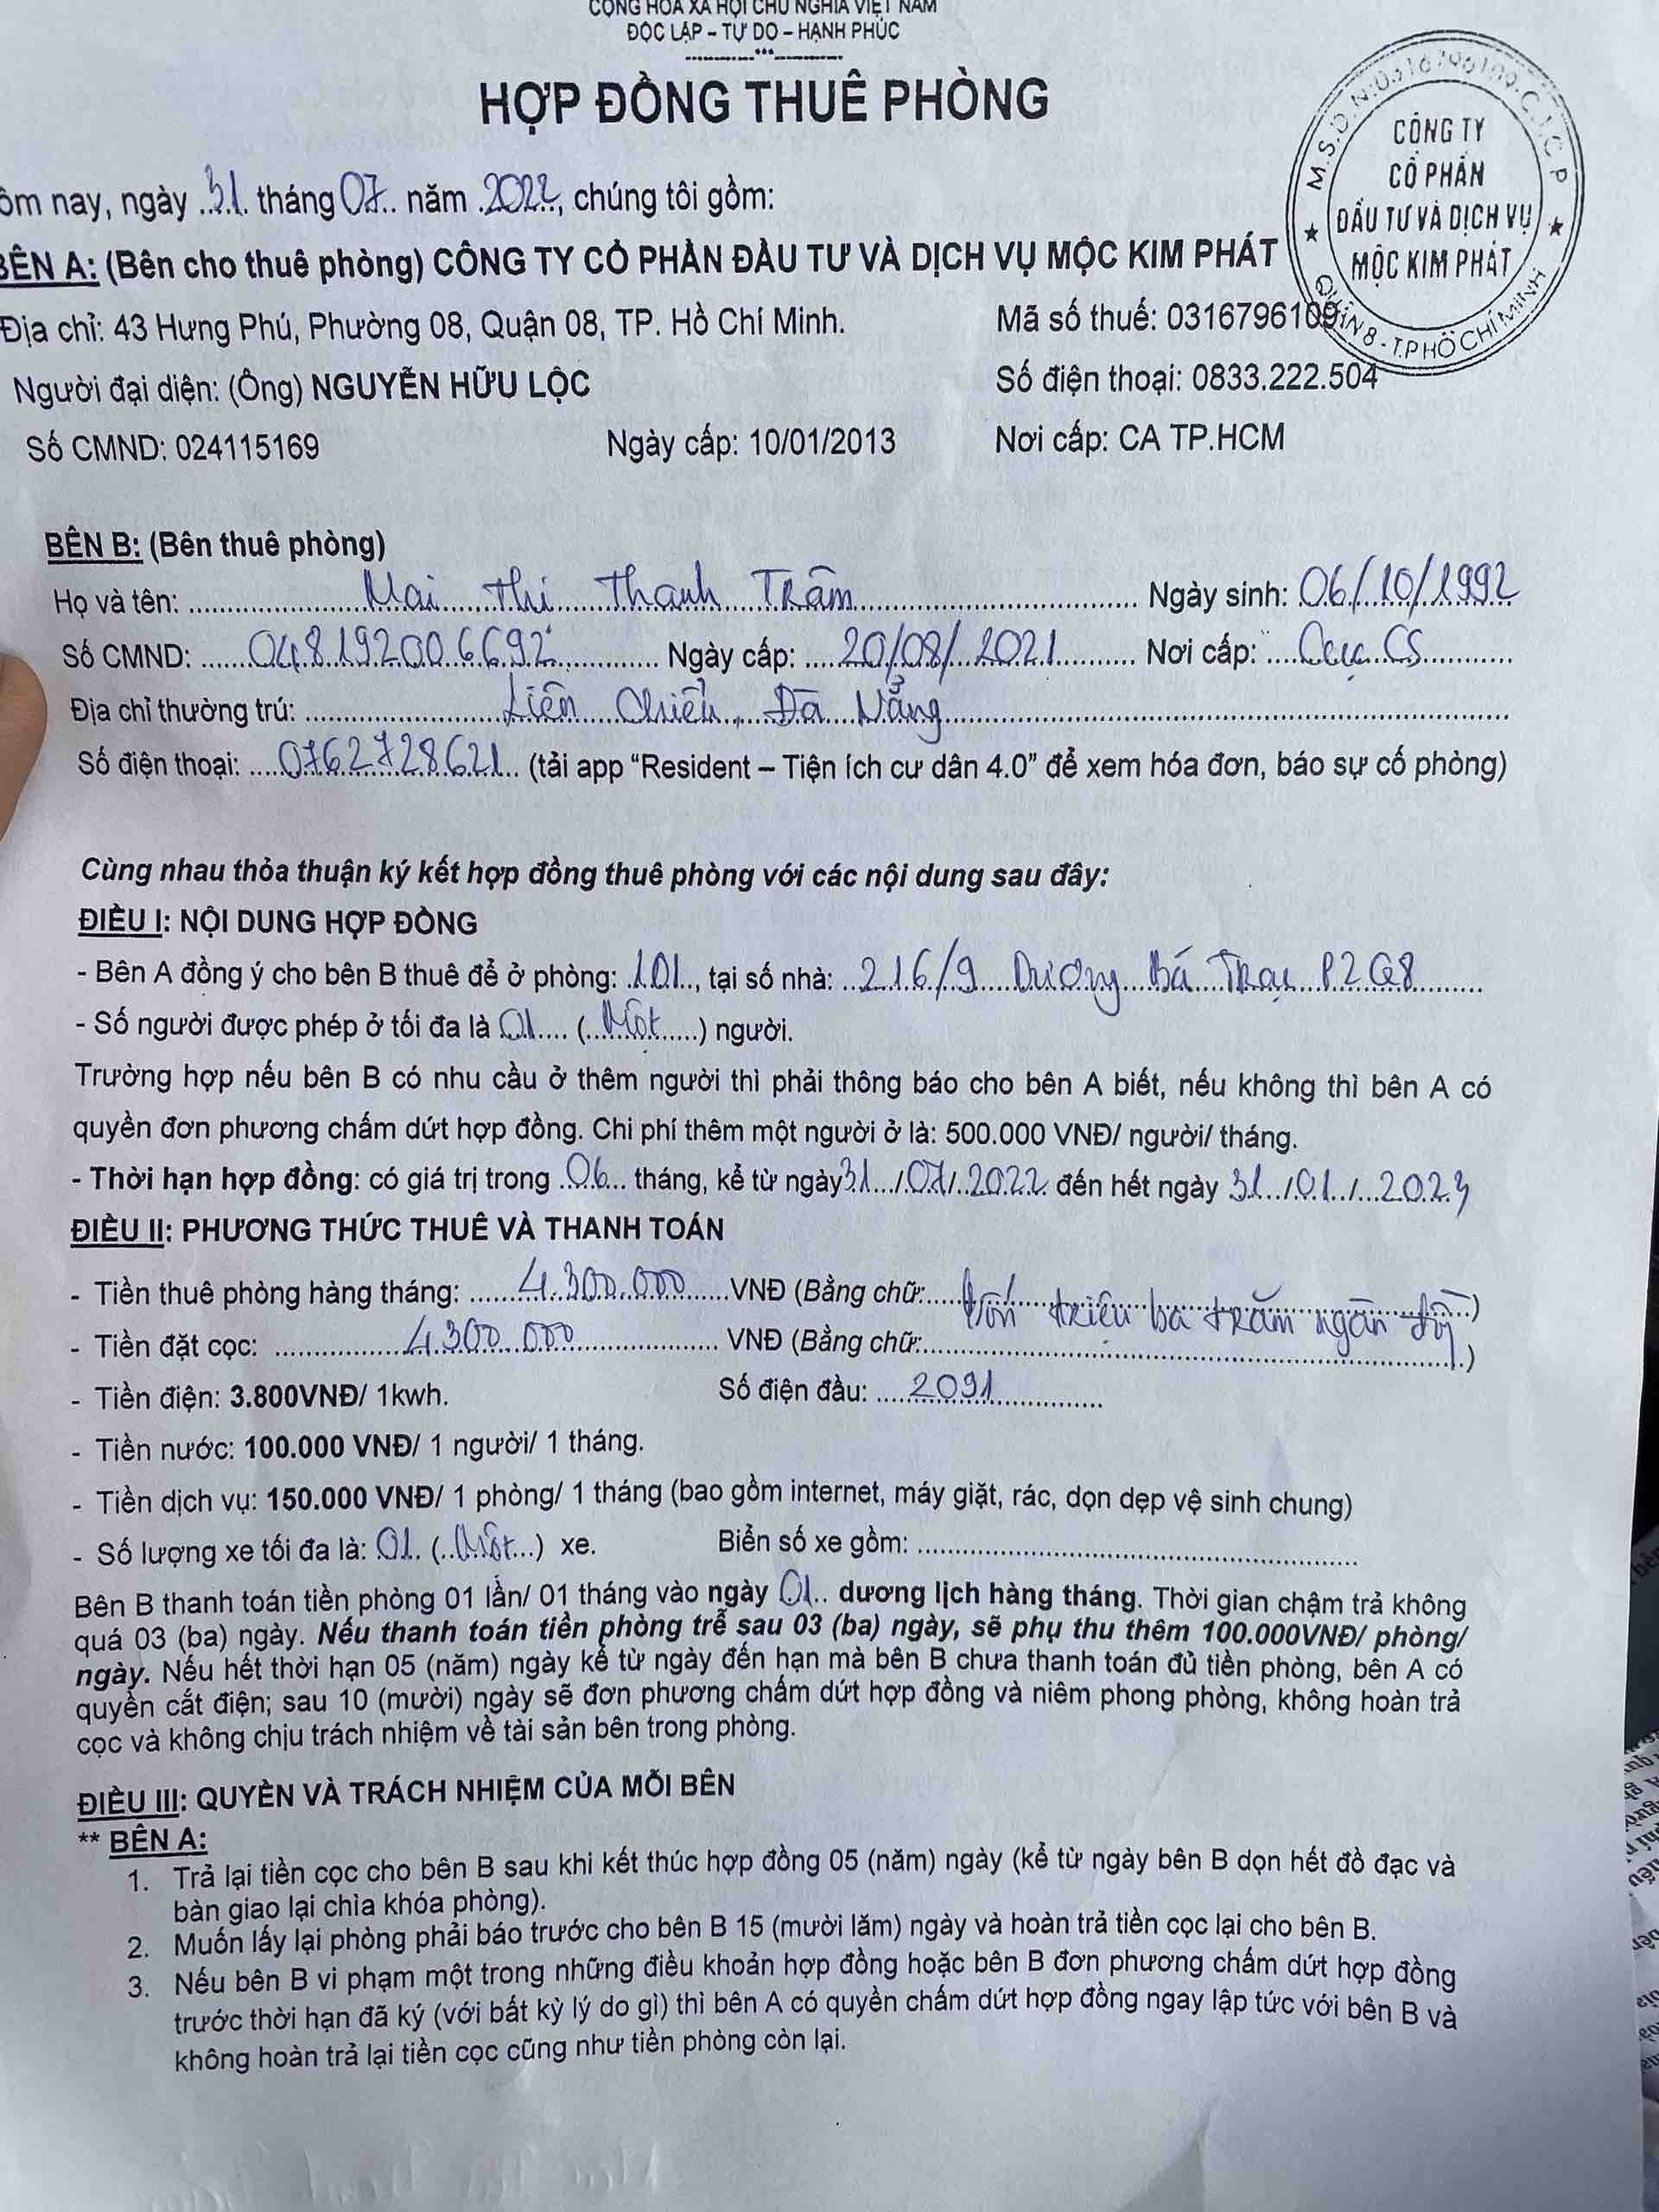 CỘNG HÒA XÃ HỘI CHỦ NGHĨA VIỆT NAM
ĐỘC LẬP - TỰ DO - HẠNH PHÚC
HỢP ĐỒNG THUÊ PHÒNG
M.S.D.N:0316796109.C.T.C.P
CÔNG TY
CỔ PHẦN
ĐẦU TƯ VÀ DỊCH VỤ
MỘC KIM PHÁT
QUẬN 8 - T.P HỒ CHÍ MINH
ôm nay, ngày 31 tháng 07 năm 2022, chúng tôi gồm:
BÊN A: (Bên cho thuê phòng) CÔNG TY CỔ PHẦN ĐẦU TƯ VÀ DỊCH VỤ MỘC KIM PHÁT
Địa chỉ: 43 Hưng Phú, Phường 08, Quận 08, TP. Hồ Chí Minh. Mã số thuế: 0316796109
Người đại diện: (Ông) NGUYỄN HỮU LỘC Số điện thoại: 0833.222.504
Số CMND: 024115169 Ngày cấp: 10/01/2013 Nơi cấp: CA TP.HCM
BÊN B: (Bên thuê phòng)
Họ và tên: Mai Thị Thanh Trâm Ngày sinh: 06/10/1992
Số CMND: 048192006692 Ngày cấp: 20/08/2021 Nơi cấp: Cục CS
Địa chỉ thường trú: Liên Chiểu, Đà Nẵng
Số điện thoại: 0762728621 (tải app “Resident – Tiện ích cư dân 4.0” để xem hóa đơn, báo sự cố phòng)
Cùng nhau thỏa thuận ký kết hợp đồng thuê phòng với các nội dung sau đây:
ĐIỀU I: NỘI DUNG HỢP ĐỒNG
- Bên A đồng ý cho bên B thuê để ở phòng: 101, tại số nhà: 216/9 Dương Bá Trạc P2 Q8
- Số người được phép ở tối đa là 01 (Một) người.
Trường hợp nếu bên B có nhu cầu ở thêm người thì phải thông báo cho bên A biết, nếu không thì bên A có
quyền đơn phương chấm dứt hợp đồng. Chi phí thêm một người ở là: 500.000 VNĐ/ người/ tháng.
- Thời hạn hợp đồng: có giá trị trong 06 tháng, kể từ ngày 31/07/2022 đến hết ngày 31/01/2023
ĐIỀU II: PHƯƠNG THỨC THUÊ VÀ THANH TOÁN
- Tiền thuê phòng hàng tháng: 4.300.000 VNĐ (Bằng chữ: Bốn triệu ba trăm ngàn đồng)
- Tiền đặt cọc: 4.300.000 VNĐ (Bằng chữ: )
- Tiền điện: 3.800VNĐ/ 1kwh. Số điện đầu: 2091
- Tiền nước: 100.000 VNĐ/ 1 người/ 1 tháng.
- Tiền dịch vụ: 150.000 VNĐ/ 1 phòng/ 1 tháng (bao gồm internet, máy giặt, rác, dọn dẹp vệ sinh chung)
- Số lượng xe tối đa là: 01 (Một) xe. Biển số xe gồm:
Bên B thanh toán tiền phòng 01 lần/ 01 tháng vào ngày 01 dương lịch hàng tháng. Thời gian chậm trả không
quá 03 (ba) ngày. Nếu thanh toán tiền phòng trễ sau 03 (ba) ngày, sẽ phụ thu thêm 100.000VNĐ/ phòng/
ngày. Nếu hết thời hạn 05 (năm) ngày kể từ ngày đến hạn mà bên B chưa thanh toán đủ tiền phòng, bên A có
quyền cắt điện; sau 10 (mười) ngày sẽ đơn phương chấm dứt hợp đồng và niêm phong phòng, không hoàn trả
cọc và không chịu trách nhiệm về tài sản bên trong phòng.
ĐIỀU III: QUYỀN VÀ TRÁCH NHIỆM CỦA MỖI BÊN
** BÊN A:
1. Trả lại tiền cọc cho bên B sau khi kết thúc hợp đồng 05 (năm) ngày (kể từ ngày bên B dọn hết đồ đạc và
bàn giao lại chìa khóa phòng).
2. Muốn lấy lại phòng phải báo trước cho bên B 15 (mười lăm) ngày và hoàn trả tiền cọc lại cho bên B.
3. Nếu bên B vi phạm một trong những điều khoản hợp đồng hoặc bên B đơn phương chấm dứt hợp đồng
trước thời hạn đã ký (với bất kỳ lý do gì) thì bên A có quyền chấm dứt hợp đồng ngay lập tức với bên B và
không hoàn trả lại tiền cọc cũng như tiền phòng còn lại.